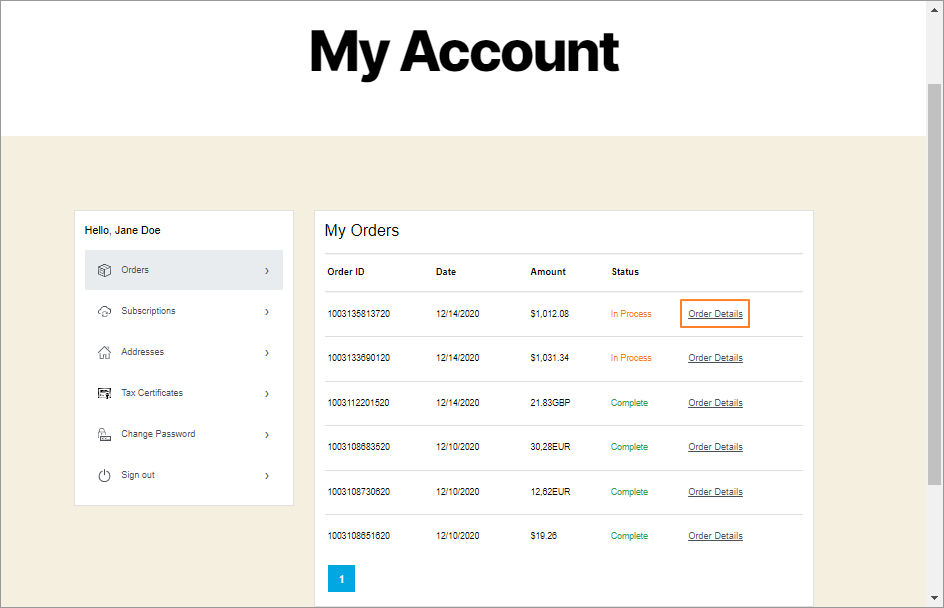 My Account
Hello, Jane Doe
Orders
Subscriptions
Addresses
Tax Certificates
Change Password
Sign out
My Orders
Order ID Date Amount Status
1003135813720 12/14/2020 $1,012.08 In Process Order Details
1003133690120 12/14/2020 $1,031.34 In Process Order Details
1003112201520 12/14/2020 21.83GBP Complete Order Details
1003108683520 12/10/2020 30,28EUR Complete Order Details
1003108730620 12/10/2020 12,62EUR Complete Order Details
1003108651620 12/10/2020 $19.26 Complete Order Details
1